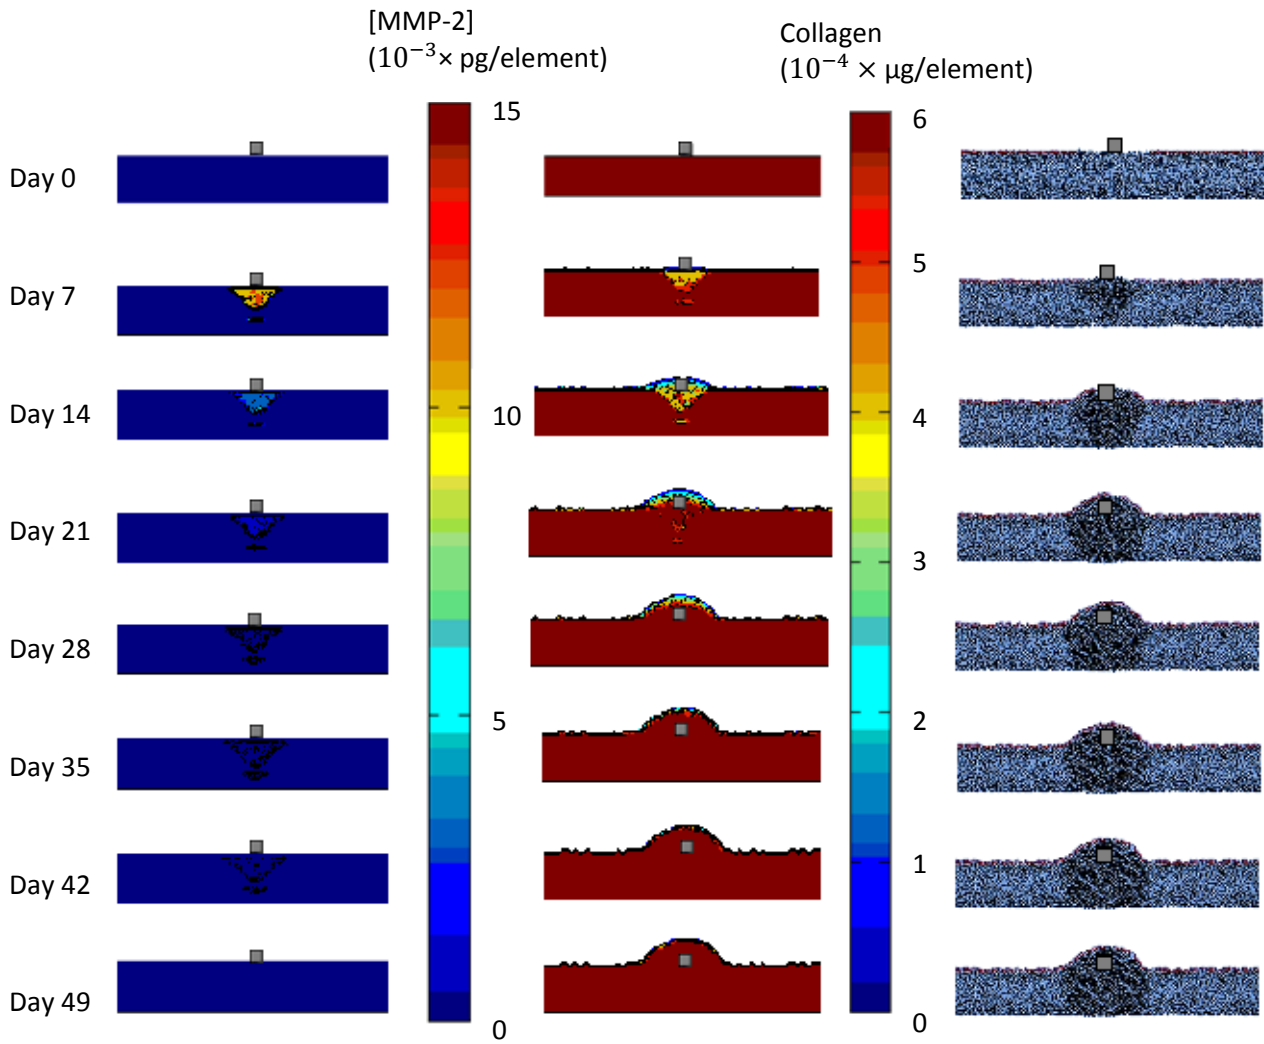 [MMP-2]
(10⁻³× pg/element)
Collagen
(10⁻⁴ × µg/element)
15
10
5
0
6
5
4
3
2
1
0
Day 0
Day 7
Day 14
Day 21
Day 28
Day 35
Day 42
Day 49